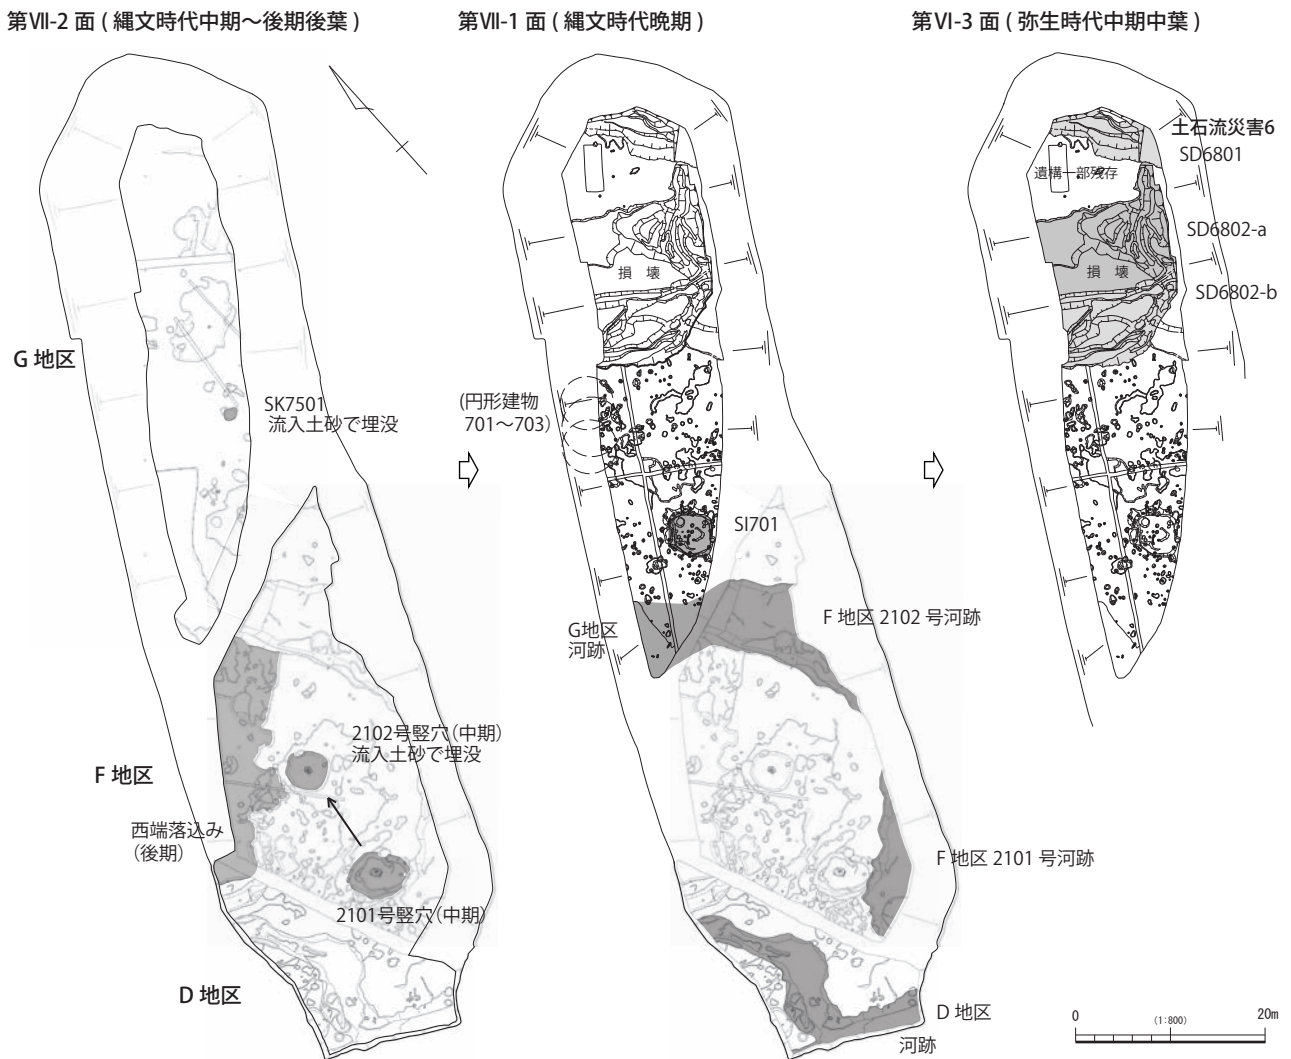 第Ⅶ-2 面 ( 縄文時代中期～後期後葉 )
第Ⅶ-1 面 ( 縄文時代晩期 )
第Ⅵ-3 面 ( 弥生時代中期中葉 )
土石流災害6
SD6801
遺構一部残存
SD6802-a
損 壊
損 壊
SD6802-b
G 地区
SK7501
流入土砂で埋没
(円形建物
701～703)
SI701
G地区
河跡
F 地区 2102 号河跡
2102号竪穴(中期)
流入土砂で埋没
F 地区
西端落込み
(後期)
F 地区 2101 号河跡
2101号竪穴(中期)
D 地区
D 地区
河跡
0
(1:800)
20m